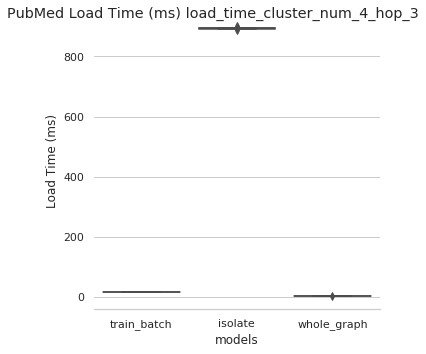 PubMed Load Time (ms) load_time_cluster_num_4_hop_3
800
600
400
200
0
Load Time (ms)
train_batch isolate whole_graph
models